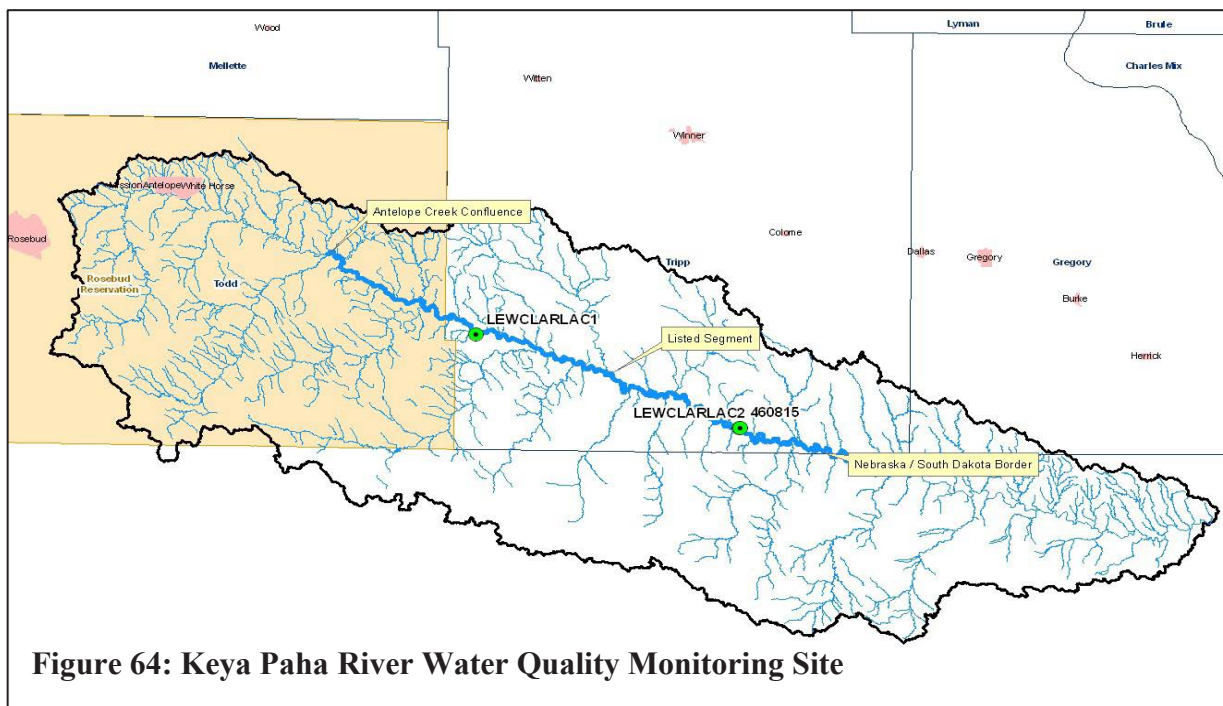 Wood
Lyman
Brule
Mellette
Charles Mix
Witten
Winner
Antelope
White Horse
Antelope Creek Confluence
Rosebud
Colome
Dallas
Gregory
Gregory
Tripp
Rosebud
Reservation
Todd
Burke
LEWCLARLAC1
Listed Segment
Herrick
LEWCLARLAC2 460815
Nebraska / South Dakota Border
Figure 64: Keya Paha River Water Quality Monitoring Site